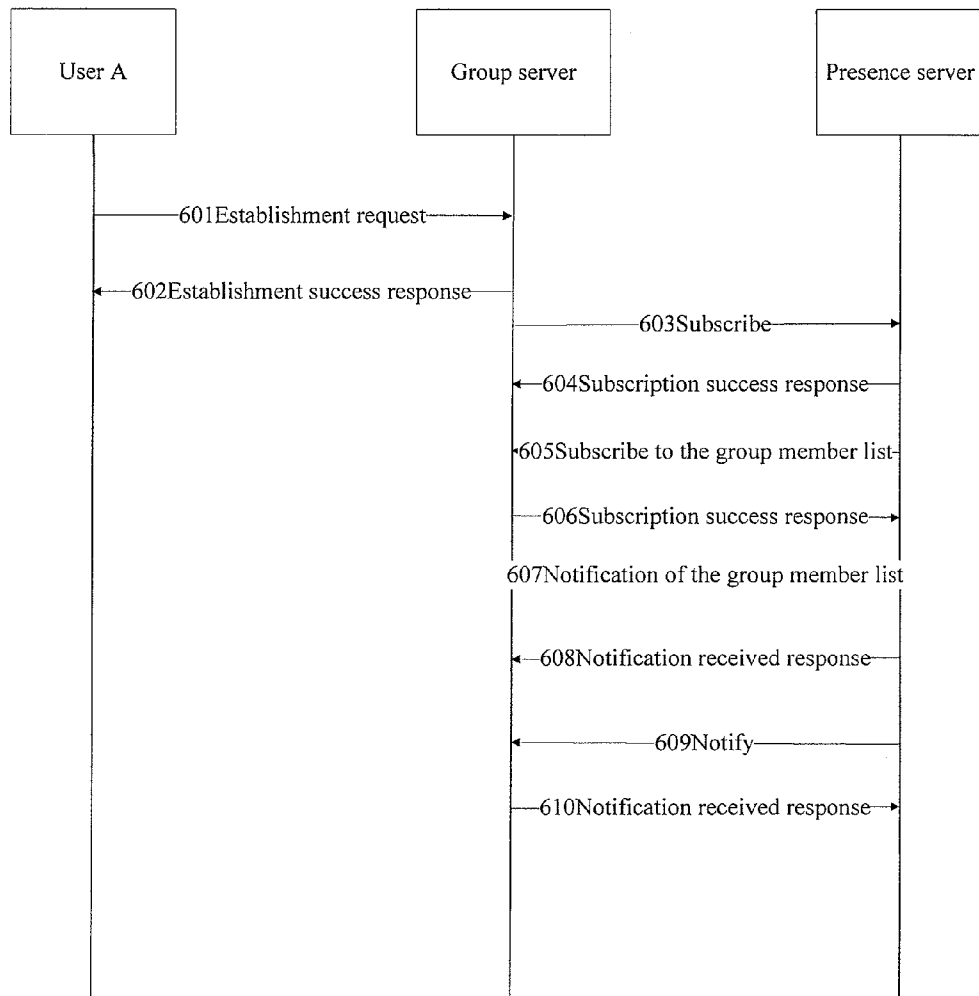 User A
Group server
Presence server
601Establishment request
602Establishment success response
603Subscribe
604Subscription success response
605Subscribe to the group member list
606Subscription success response
607Notification of the group member list
608Notification received response
609Notify
610Notification received response